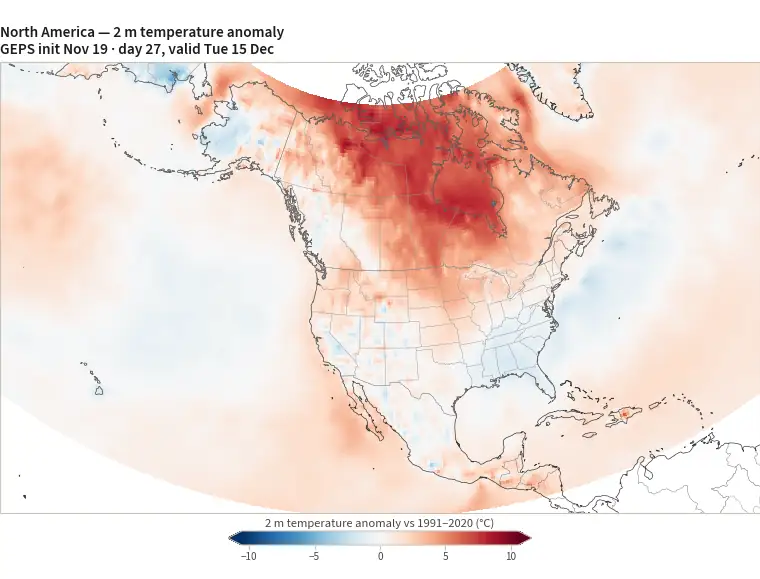 North America — 2 m temperature anomaly
GEPS init Nov 19 · day 27, valid Tue 15 Dec
2 m temperature anomaly vs 1991–2020 (°C)
−10 −5 0 5 10